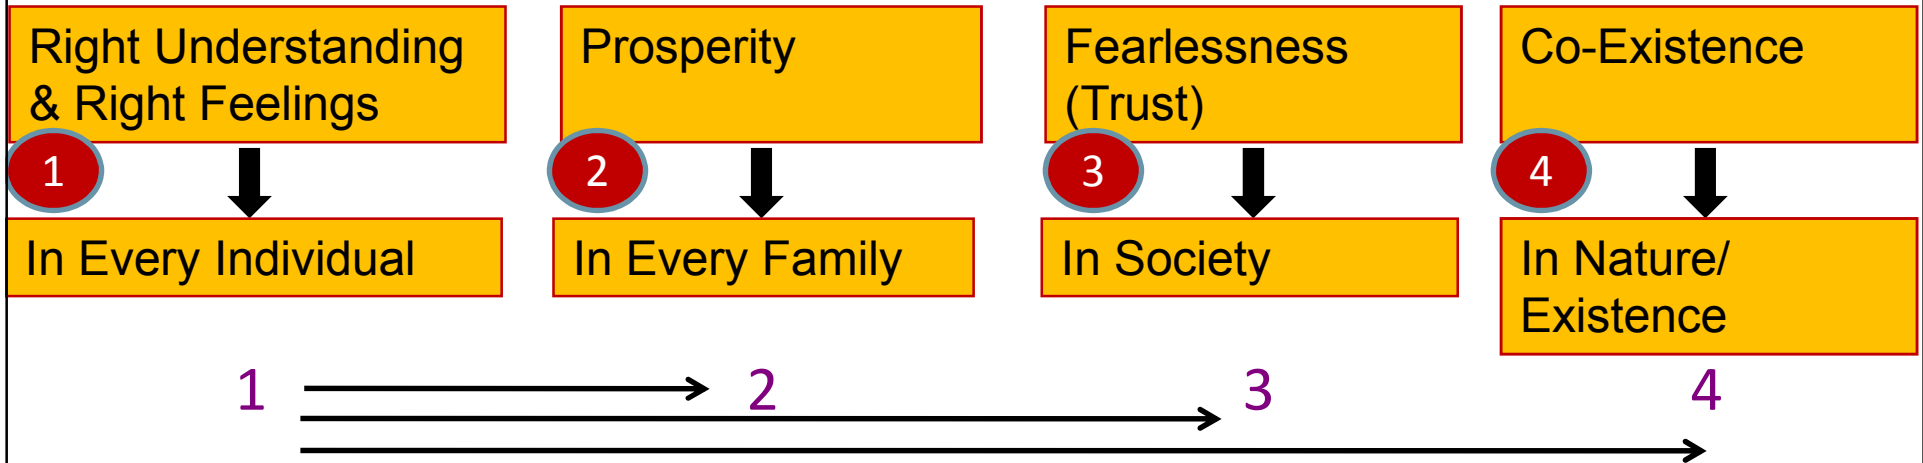 Right Understanding
& Right Feelings
Prosperity
Fearlessness
(Trust)
Co-Existence
1
2
3
4
In Every Individual
In Every Family
In Society
In Nature/
Existence
1
2
3
4